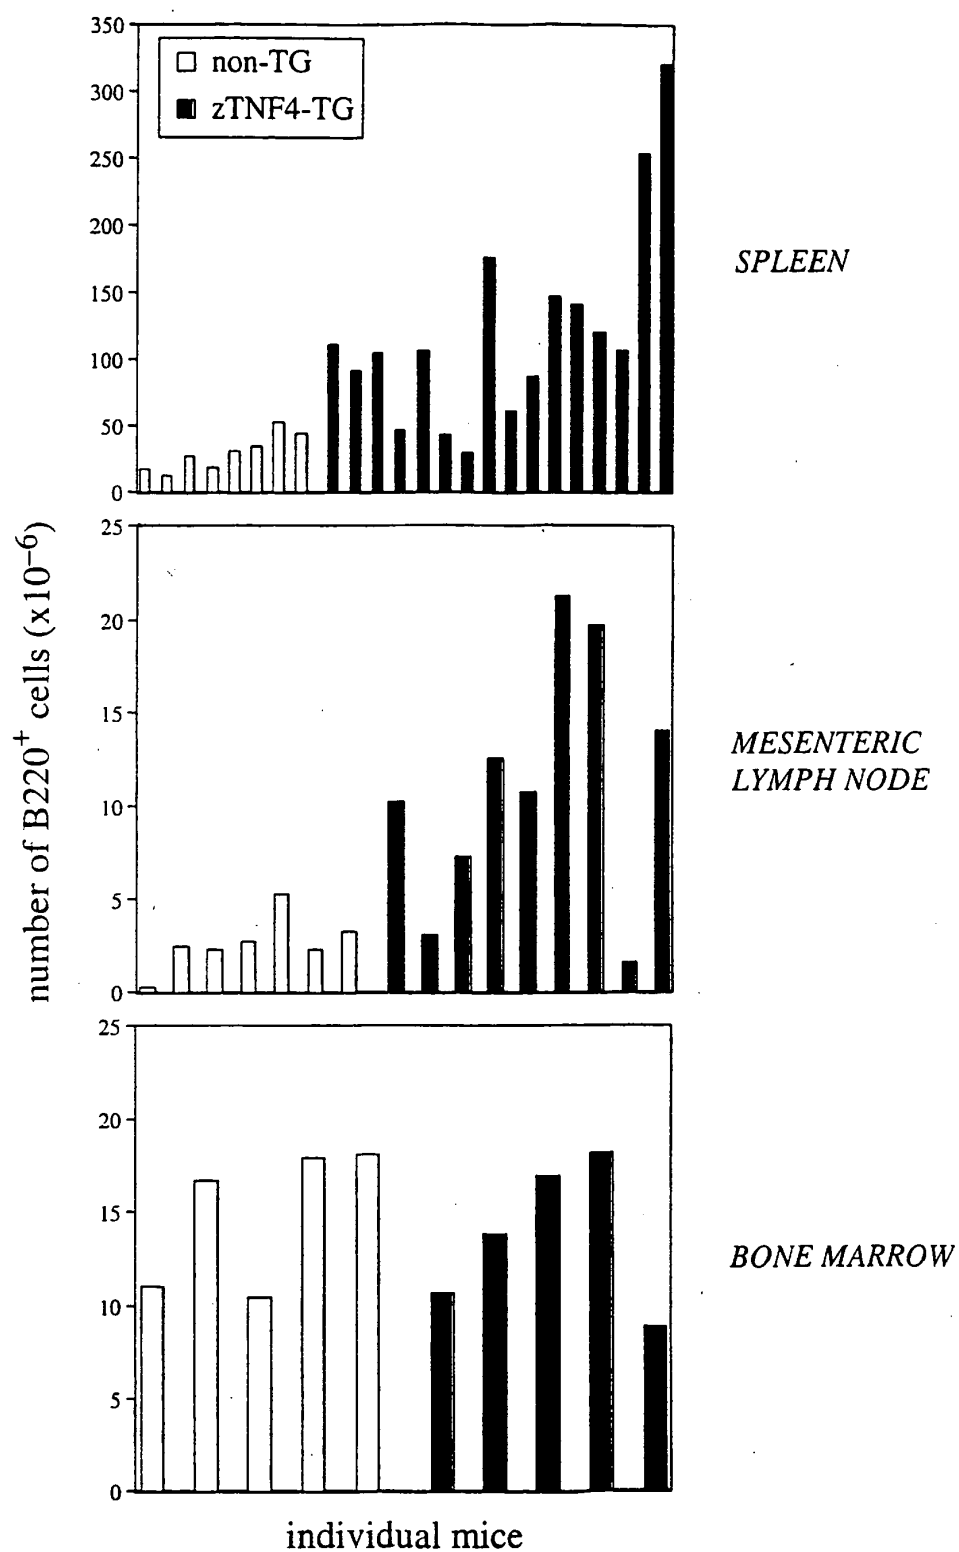 350
300
250
200
150
100
50
0
non-TG
zTNF4-TG
SPLEEN
number of B220⁺ cells (x10⁻⁶)
25
20
15
10
5
0
MESENTERIC
LYMPH NODE
25
20
15
10
5
0
BONE MARROW
individual mice